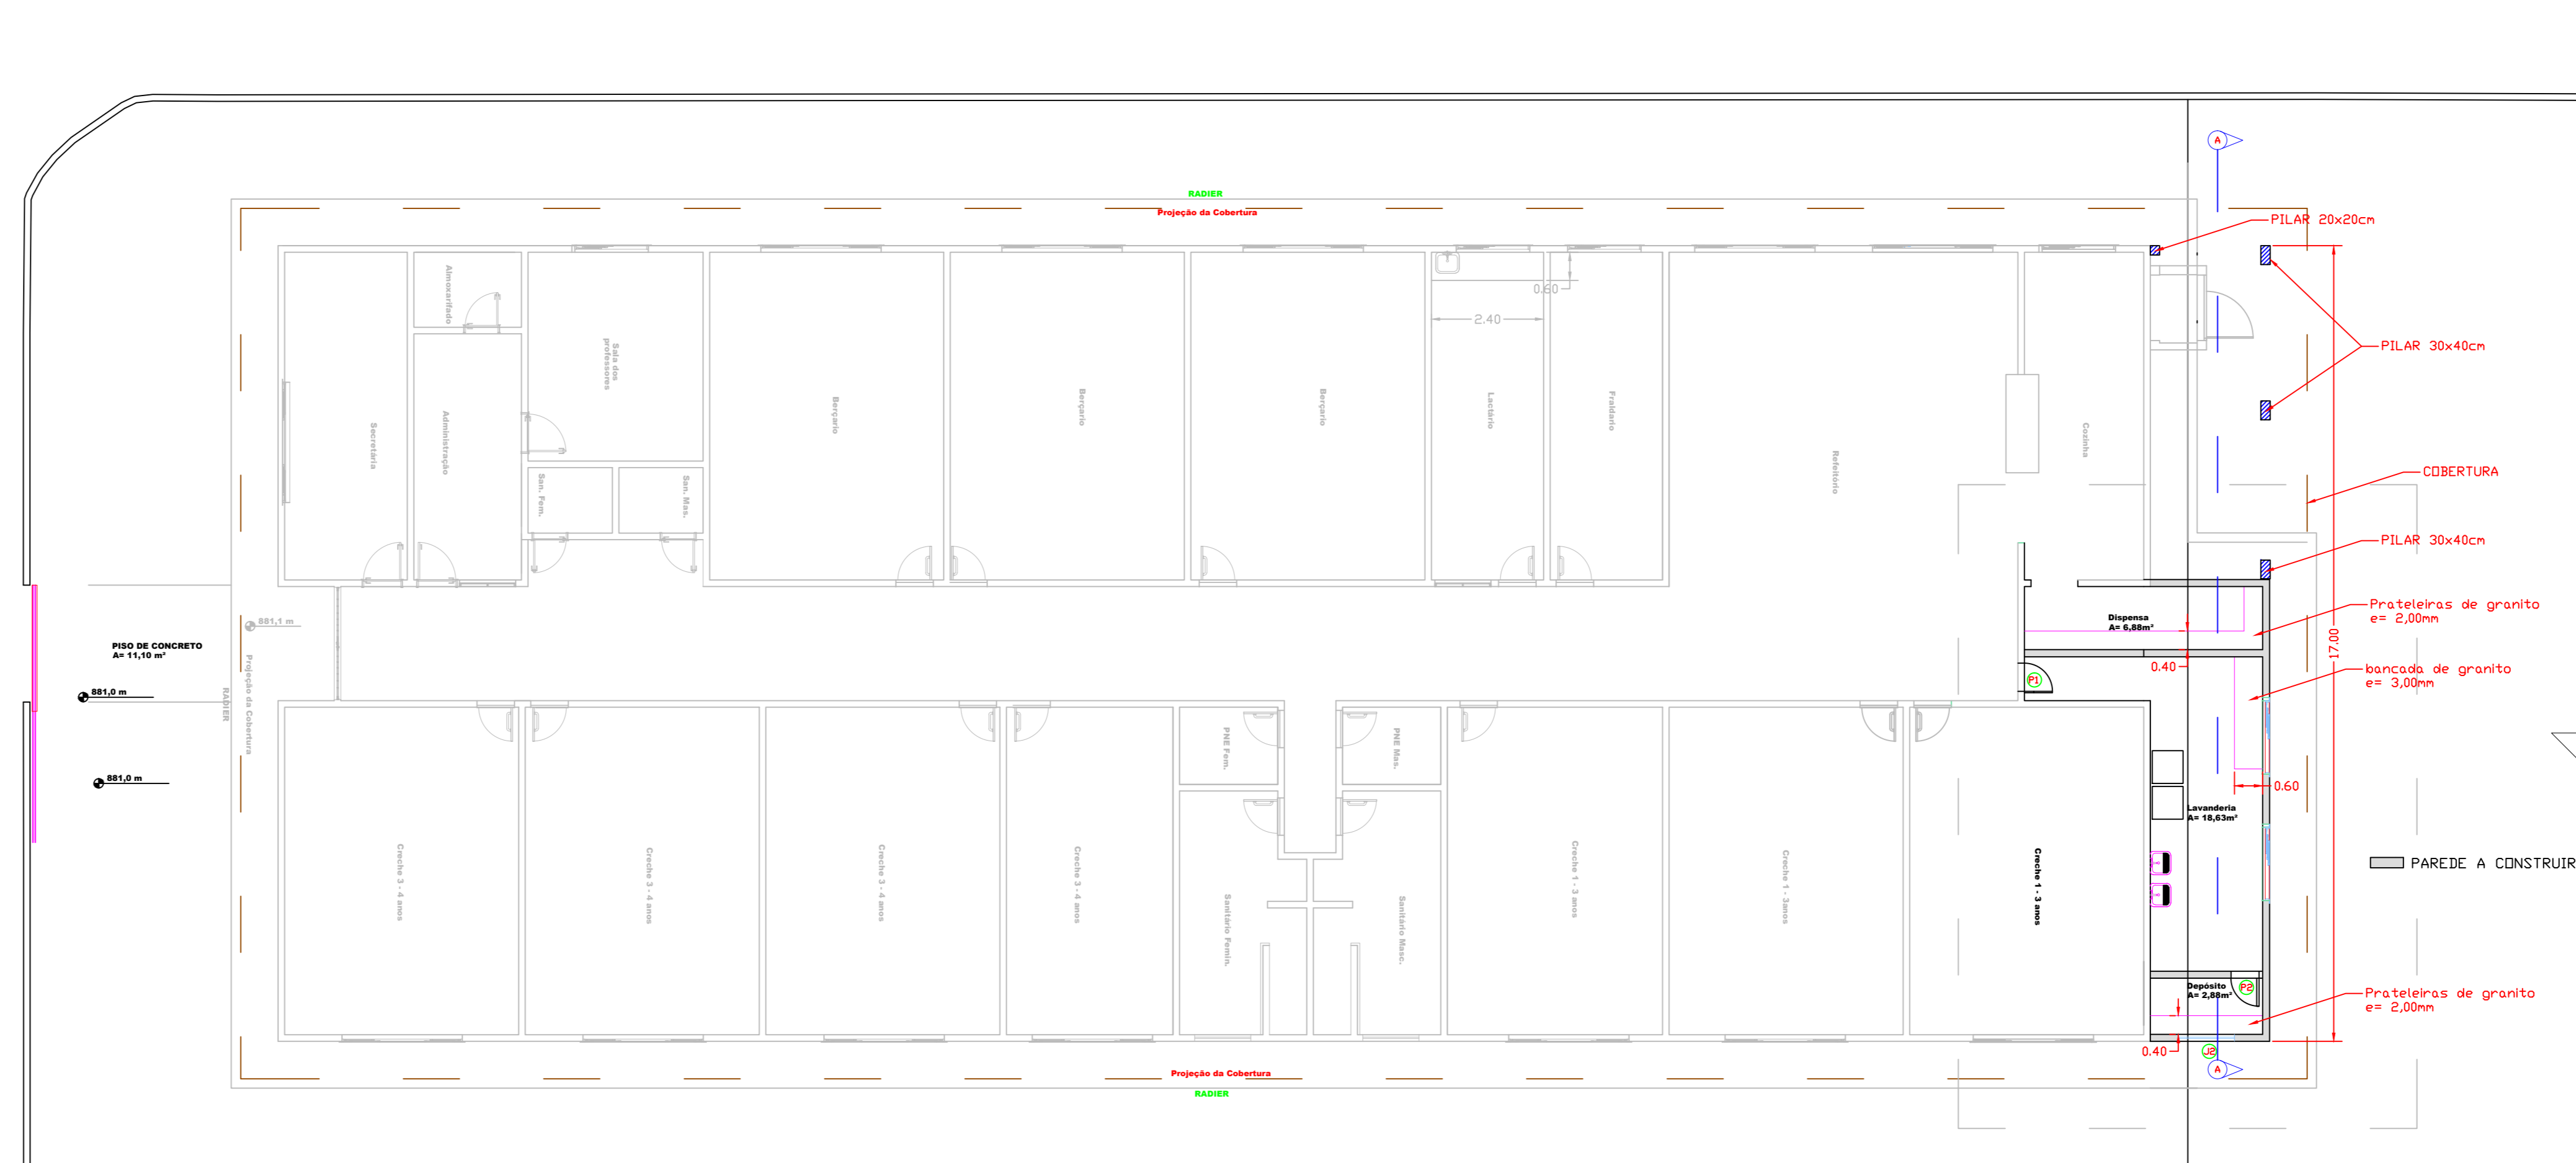 A
RADIER
Projeção da Cobertura
PILAR 20x20cm
PILAR 30x40cm
Almoxarifado
Sala dos
professores
0.60
2.40
Secretária
Administração
Berçario
Berçario
Berçario
Lactário
Fraldario
Refeitório
Cozinha
COBERTURA
San. Fem.
San. Mas.
PILAR 30x40cm
Prateleiras de granito
e= 2,00mm
Dispensa
A= 6,88m²
881,1 m
PISO DE CONCRETO
A= 11,10 m²
17.00
0.40
bancada de granito
e= 3,00mm
P1
881,0 m
RADIER
Projeção da Cobertura
PNE Fem.
PNE Mas.
881,0 m
0.60
Lavanderia
A= 18,63m²
PAREDE A CONSTRUIR
Creche 3 - 4 anos
Creche 3 - 4 anos
Creche 3 - 4 anos
Creche 3 - 4 anos
Sanitário Femin.
Sanitário Masc.
Creche 1 - 3 anos
Creche 1 - 3anos
Creche 1 - 3 anos
Depósito
A= 2,88m²
P2
Prateleiras de granito
e= 2,00mm
0.40
J2
Projeção da Cobertura
A
RADIER